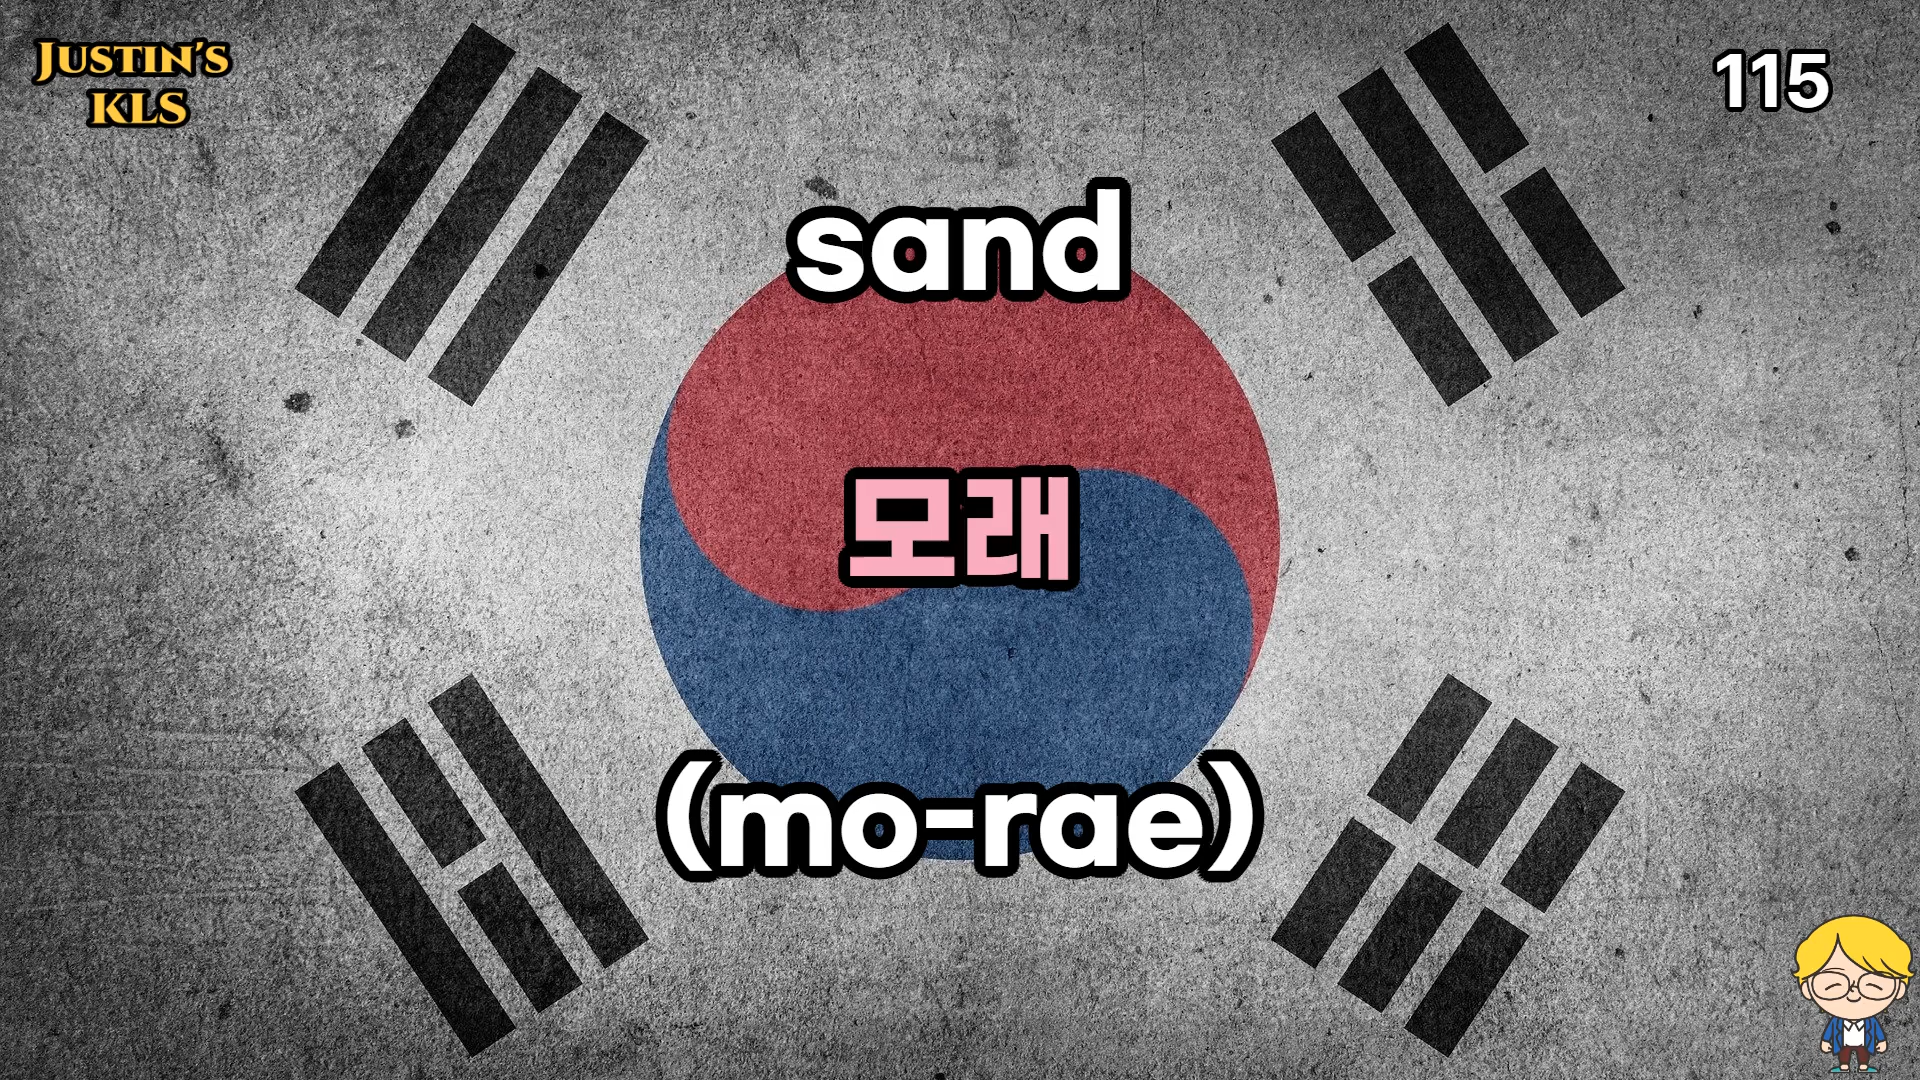 JUSTIN'S
KLS
115
sand
모래
(mo-rae)